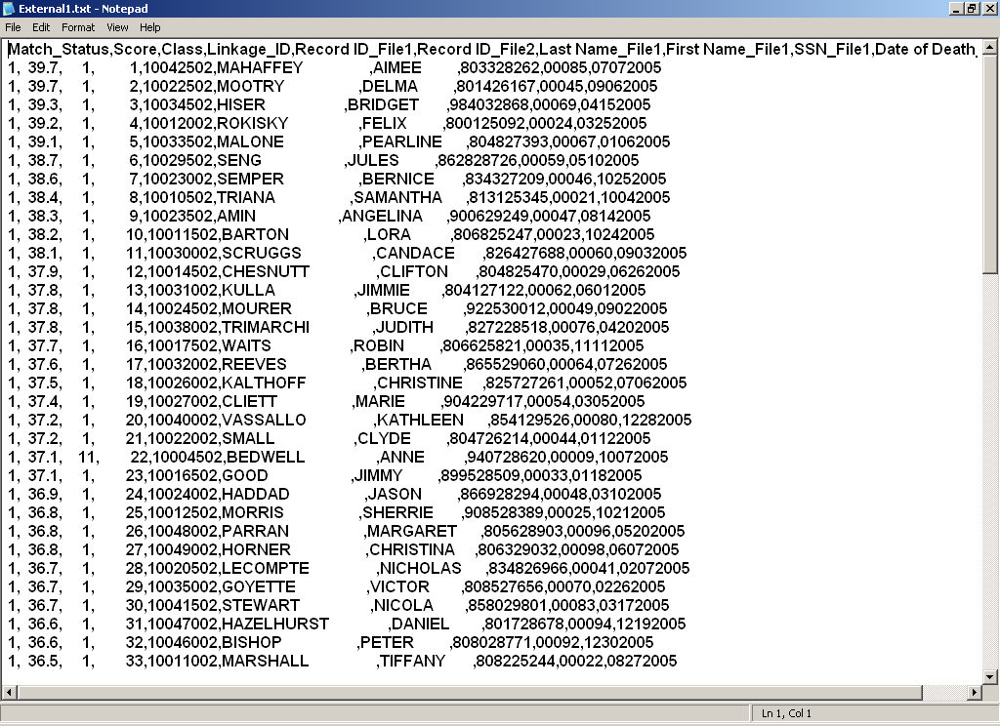 External1.txt - Notepad
File Edit Format View Help
Match_Status,Score,Class,Linkage_ID,Record ID_File1,Record ID_File2,Last Name_File1,First Name_File1,SSN_File1,Date of Death_
1, 39.7, 1, 1,10042502,MAHAFFEY ,AIMEE ,803328262,00085,07072005
1, 39.7, 1, 2,10022502,MOOTRY ,DELMA ,801426167,00045,09062005
1, 39.3, 1, 3,10034502,HISER ,BRIDGET ,984032868,00069,04152005
1, 39.2, 1, 4,10012002,ROKISKY ,FELIX ,800125092,00024,03252005
1, 39.1, 1, 5,10033502,MALONE ,PEARLINE ,804827393,00067,01062005
1, 38.7, 1, 6,10029502,SENG ,JULES ,862828726,00059,05102005
1, 38.6, 1, 7,10023002,SEMPER ,BERNICE ,834327209,00046,10252005
1, 38.4, 1, 8,10010502,TRIANA ,SAMANTHA ,813125345,00021,10042005
1, 38.3, 1, 9,10023502,AMIN ,ANGELINA ,900629249,00047,08142005
1, 38.2, 1, 10,10011502,BARTON ,LORA ,806825247,00023,10242005
1, 38.1, 1, 11,10030002,SCRUGGS ,CANDACE ,826427688,00060,09032005
1, 37.9, 1, 12,10014502,CHESNUTT ,CLIFTON ,804825470,00029,06262005
1, 37.8, 1, 13,10031002,KULLA ,JIMMIE ,804127122,00062,06012005
1, 37.8, 1, 14,10024502,MOURER ,BRUCE ,922530012,00049,09022005
1, 37.8, 1, 15,10038002,TRIMARCHI ,JUDITH ,827228518,00076,04202005
1, 37.7, 1, 16,10017502,WAITS ,ROBIN ,806625821,00035,11112005
1, 37.6, 1, 17,10032002,REEVES ,BERTHA ,865529060,00064,07262005
1, 37.5, 1, 18,10026002,KALTHOFF ,CHRISTINE ,825727261,00052,07062005
1, 37.4, 1, 19,10027002,CLIETT ,MARIE ,904229717,00054,03052005
1, 37.2, 1, 20,10040002,VASSALLO ,KATHLEEN ,854129526,00080,12282005
1, 37.2, 1, 21,10022002,SMALL ,CLYDE ,804726214,00044,01122005
1, 37.1, 11, 22,10004502,BEDWELL ,ANNE ,940728620,00009,10072005
1, 37.1, 1, 23,10016502,GOOD ,JIMMY ,899528509,00033,01182005
1, 36.9, 1, 24,10024002,HADDAD ,JASON ,866928294,00048,03102005
1, 36.8, 1, 25,10012502,MORRIS ,SHERRIE ,908528389,00025,10212005
1, 36.8, 1, 26,10048002,PARRAN ,MARGARET ,805628903,00096,05202005
1, 36.8, 1, 27,10049002,HORNER ,CHRISTINA ,806329032,00098,06072005
1, 36.7, 1, 28,10020502,LECOMPTE ,NICHOLAS ,834826966,00041,02072005
1, 36.7, 1, 29,10035002,GOYETTE ,VICTOR ,808527656,00070,02262005
1, 36.7, 1, 30,10041502,STEWART ,NICOLA ,858029801,00083,03172005
1, 36.6, 1, 31,10047002,HAZELHURST ,DANIEL ,801728678,00094,12192005
1, 36.6, 1, 32,10046002,BISHOP ,PETER ,808028771,00092,12302005
1, 36.5, 1, 33,10011002,MARSHALL ,TIFFANY ,808225244,00022,08272005
Ln 1, Col 1